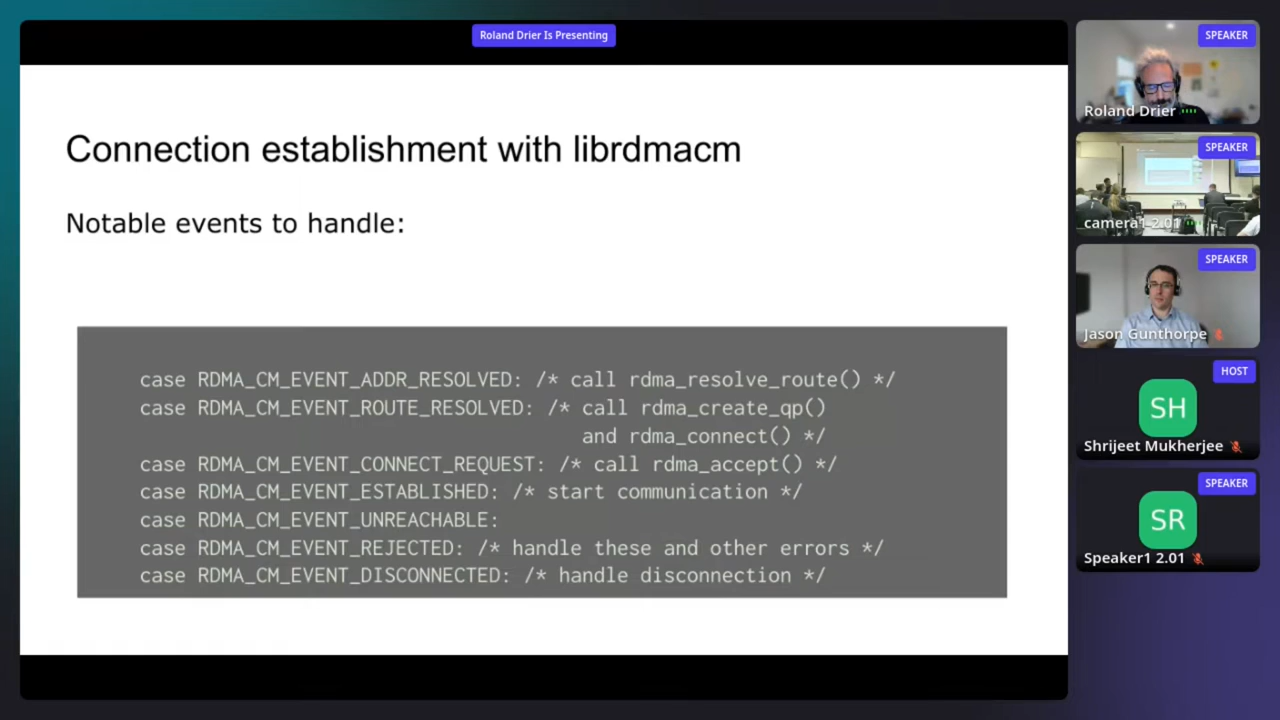 Roland Drier Is Presenting
Connection establishment with librdmacm
Notable events to handle:
case RDMA_CM_EVENT_ADDR_RESOLVED: /* call rdma_resolve_route() */
case RDMA_CM_EVENT_ROUTE_RESOLVED: /* call rdma_create_qp()
and rdma_connect() */
case RDMA_CM_EVENT_CONNECT_REQUEST: /* call rdma_accept() */
case RDMA_CM_EVENT_ESTABLISHED: /* start communication */
case RDMA_CM_EVENT_UNREACHABLE:
case RDMA_CM_EVENT_REJECTED: /* handle these and other errors */
case RDMA_CM_EVENT_DISCONNECTED: /* handle disconnection */
SPEAKER
Roland Drier
SPEAKER
camera1 2.01
SPEAKER
Jason Gunthorpe
HOST
SH
Shrijeet Mukherjee
SPEAKER
SR
Speaker1 2.01